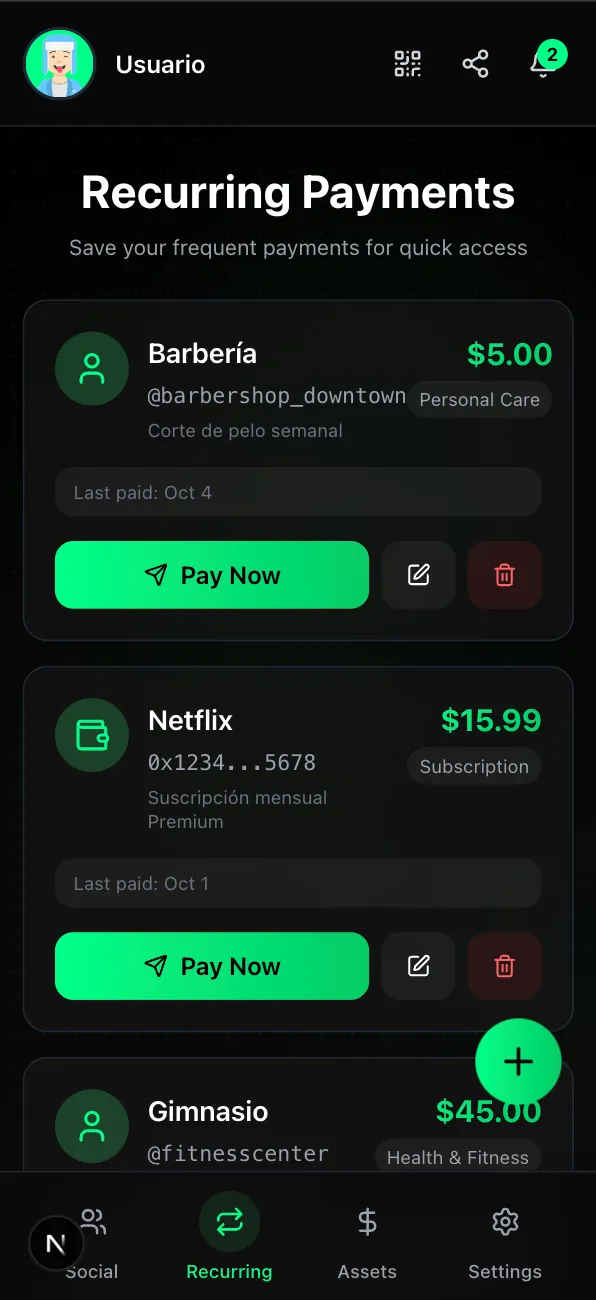 Usuario
2
Recurring Payments
Save your frequent payments for quick access
Barbería
$5.00
@barbershop_downtown
Personal Care
Corte de pelo semanal
Last paid: Oct 4
Pay Now
Netflix
$15.99
0x1234...5678
Subscription
Suscripción mensual
Premium
Last paid: Oct 1
Pay Now
Gimnasio
$45.00
@fitnesscenter
Health & Fitness
N
Social
Recurring
Assets
Settings